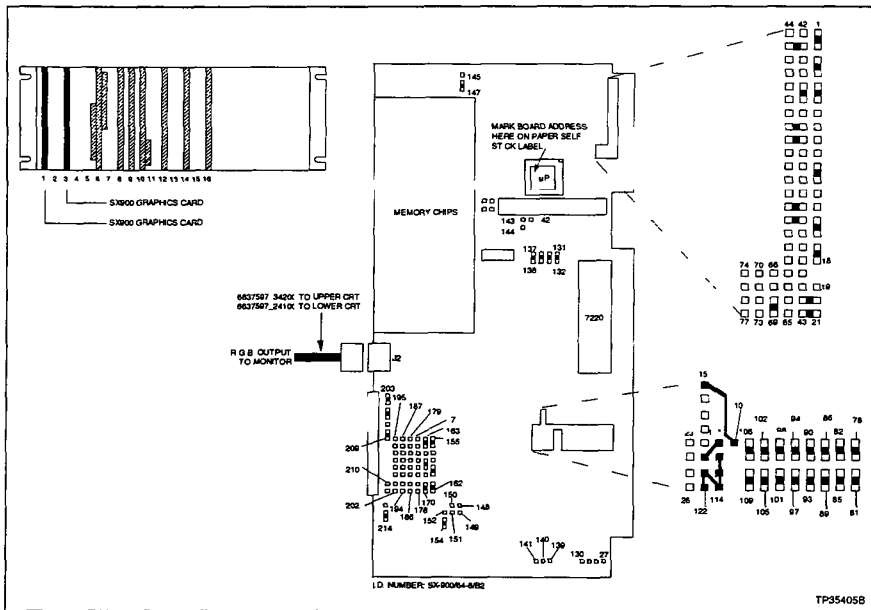 44 42 1
145
147
MARK BOARD ADDRESS
HERE ON PAPER SELF
ST CK LABEL
uP
1 2 3 4 5 6 7 8 9 10 11 12 13 14 15 16
SX900 GRAPHICS CARD
SX900 GRAPHICS CARD
MEMORY CHIPS
143 42
144
137 131
138 132
18
74 70 66
19
77 73 69 65 43 21
6637597 3420X TO UPPER CRT
6637597_2410X TO LOWER CRT
7220
R G B OUTPUT
TO MONITOR
J2
203
195 187 179 7 163 155
209
210
202 194 186 178 170 162
214
150 148
152 151 149
154
15
10
106 102 98 94 90 86 82 78
26 122 114 109 105 101 97 93 89 85 81
141 140 139 130 27
I.D. NUMBER: SX-900/64-8/B2
TP35405B